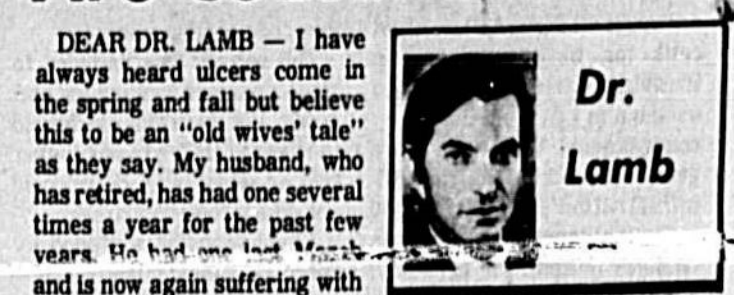 DEAR DR. LAMB — I have
always heard ulcers come in
the spring and fall but believe
this to be an "old wives' tale"
as they say. My husband, who
has retired, has had one several
times a year for the past few
years. He had one last March
and is now again suffering with
Dr.
Lamb